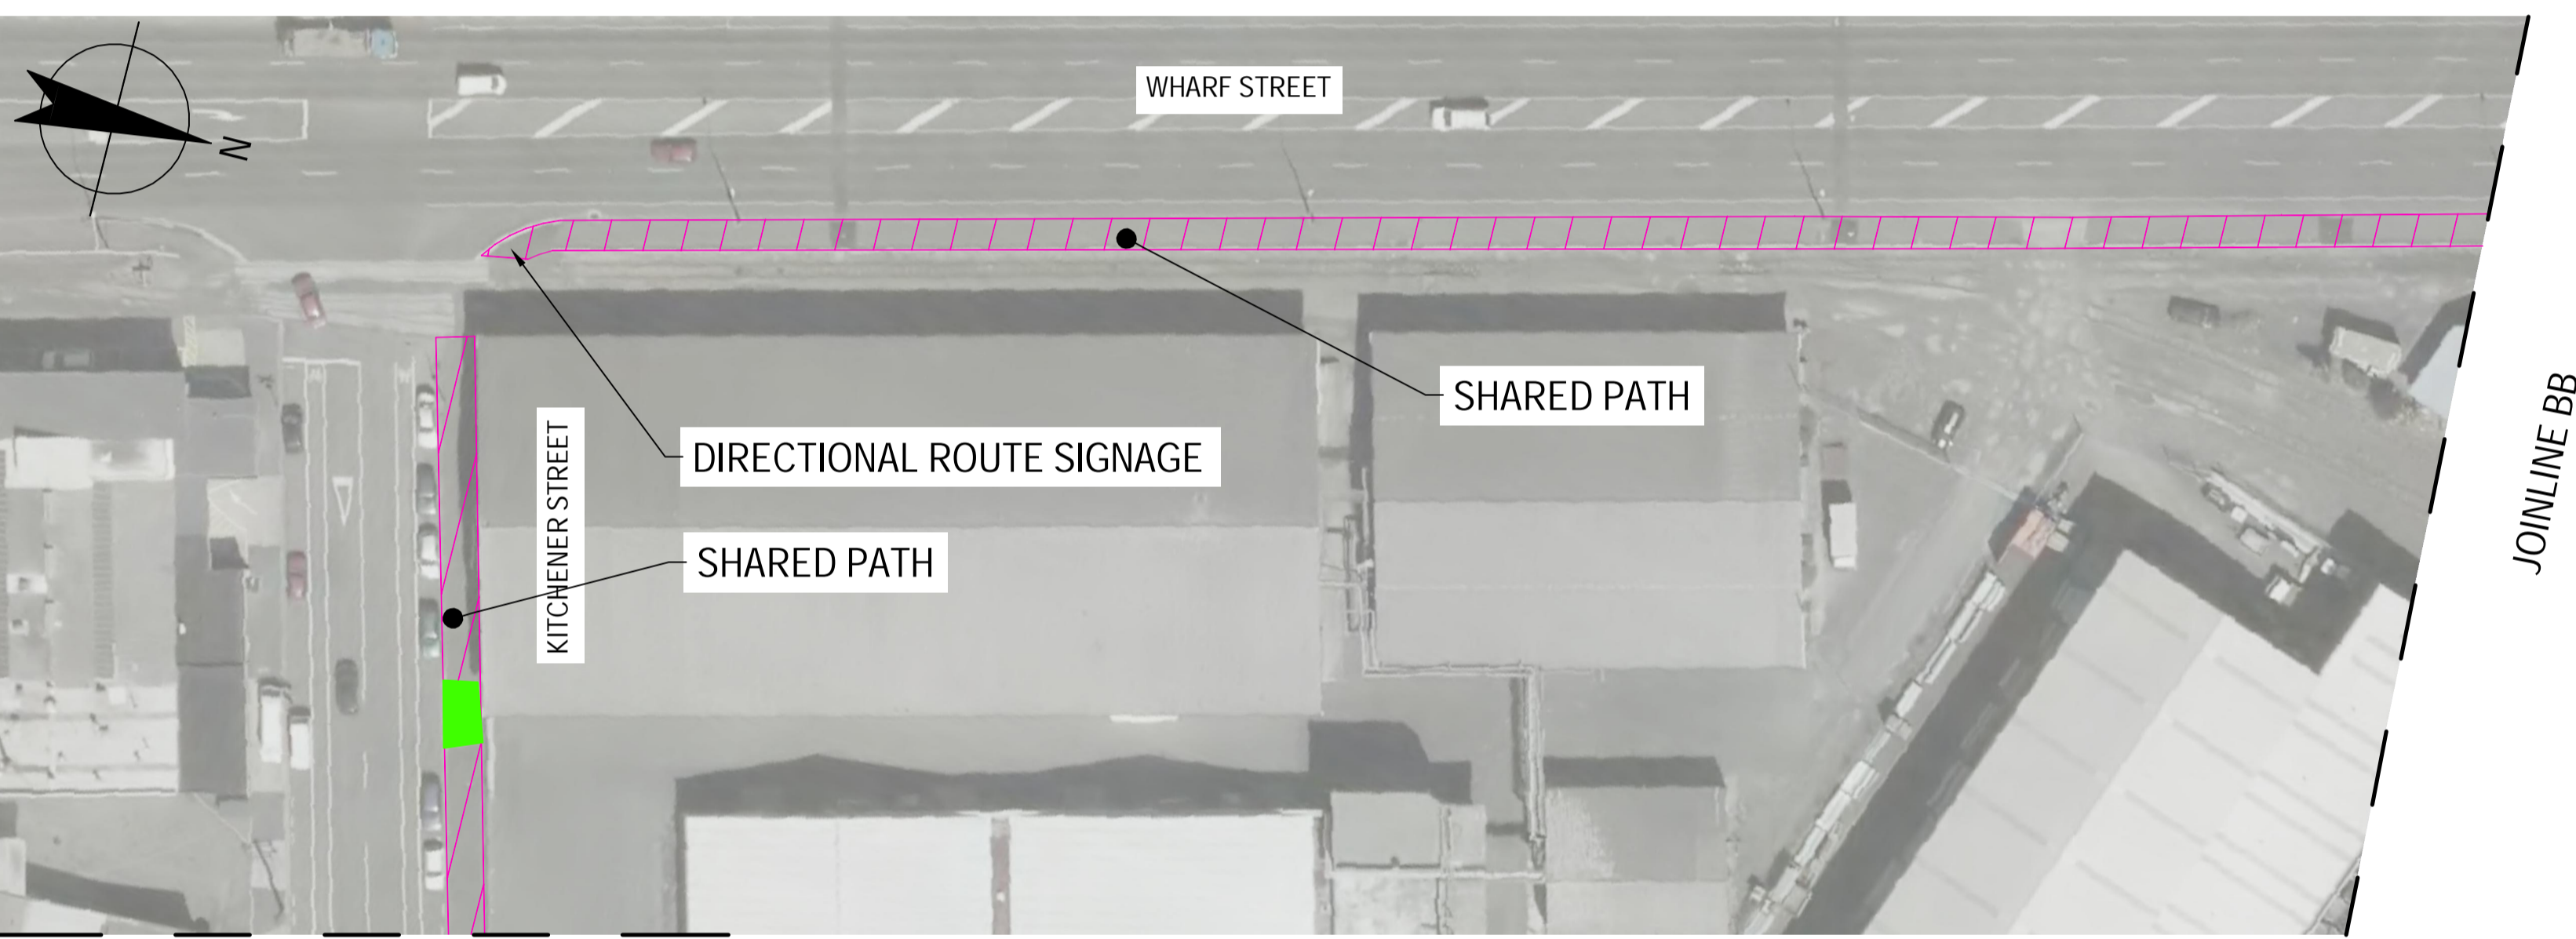 WHARF STREET
N
SHARED PATH
DIRECTIONAL ROUTE SIGNAGE
KITCHENER STREET
SHARED PATH
JOINLINE BB